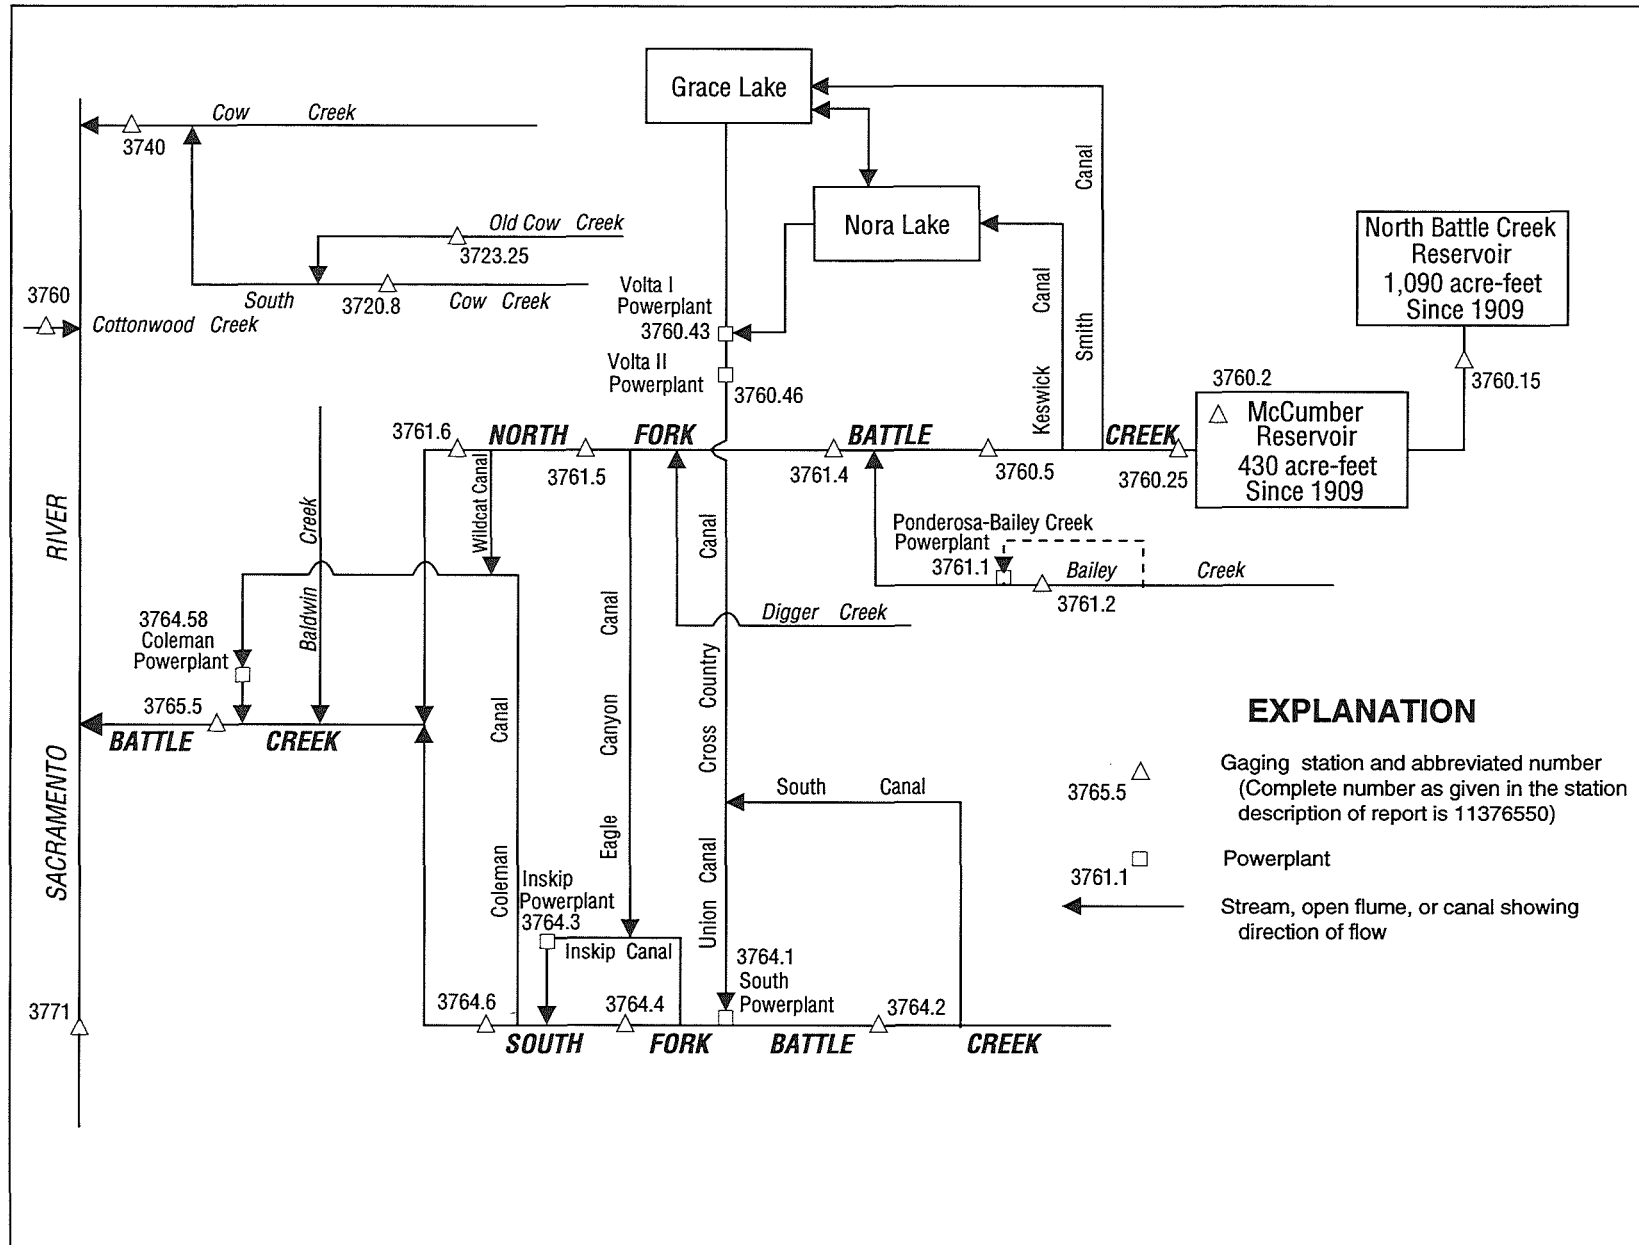 Grace Lake
Cow Creek
3740
Canal
Nora Lake
North Battle Creek
Reservoir
1,090 acre-feet
Since 1909
Old Cow Creek
3723.25
South Cow Creek
3720.8
3760
Cottonwood Creek
Volta I
Powerplant
3760.43
Volta II
Powerplant
3760.46
Keswick Canal
Smith
3760.15
3760.2
McCumber
Reservoir
430 acre-feet
Since 1909
3761.6
NORTH FORK BATTLE CREEK
3761.5
3761.4
3760.5
3760.25
Wildcat Canal
RIVER
Baldwin Creek
Canal
Ponderosa-Bailey Creek
Powerplant
3761.1
Bailey Creek
3761.2
Digger Creek
3764.58
Coleman
Powerplant
3765.5
BATTLE CREEK
SACRAMENTO
Coleman Canal
Eagle Canyon Canal
Cross Country
Union Canal
South Canal
Inskip
Powerplant
3764.3
Inskip Canal
3764.1
South
Powerplant
3771
3764.6
3764.4
3764.2
SOUTH FORK BATTLE CREEK
EXPLANATION
3765.5
Gaging station and abbreviated number
(Complete number as given in the station
description of report is 11376550)
3761.1
Powerplant
Stream, open flume, or canal showing
direction of flow